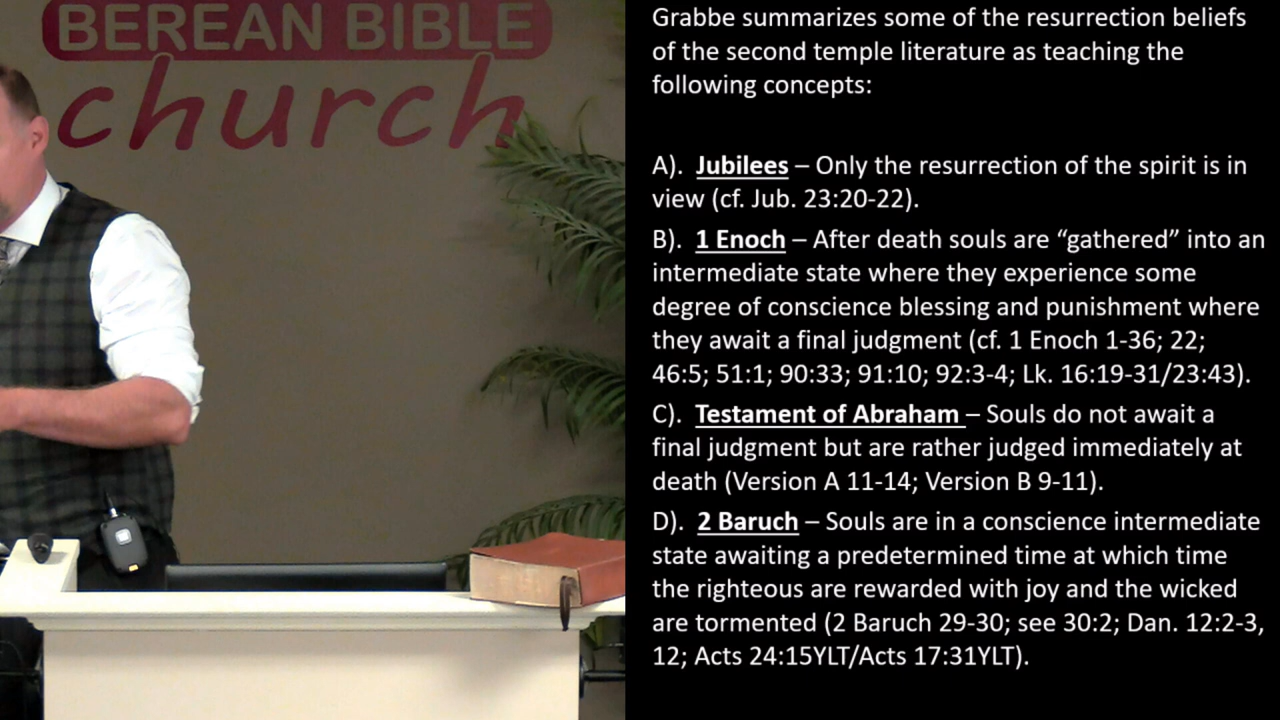 BEREAN BIBLE
church
Grabbe summarizes some of the resurrection beliefs
of the second temple literature as teaching the
following concepts:
A). Jubilees – Only the resurrection of the spirit is in
view (cf. Jub. 23:20-22).
B). 1 Enoch – After death souls are “gathered” into an
intermediate state where they experience some
degree of conscience blessing and punishment where
they await a final judgment (cf. 1 Enoch 1-36; 22;
46:5; 51:1; 90:33; 91:10; 92:3-4; Lk. 16:19-31/23:43).
C). Testament of Abraham – Souls do not await a
final judgment but are rather judged immediately at
death (Version A 11-14; Version B 9-11).
D). 2 Baruch – Souls are in a conscience intermediate
state awaiting a predetermined time at which time
the righteous are rewarded with joy and the wicked
are tormented (2 Baruch 29-30; see 30:2; Dan. 12:2-3,
12; Acts 24:15YLT/Acts 17:31YLT).